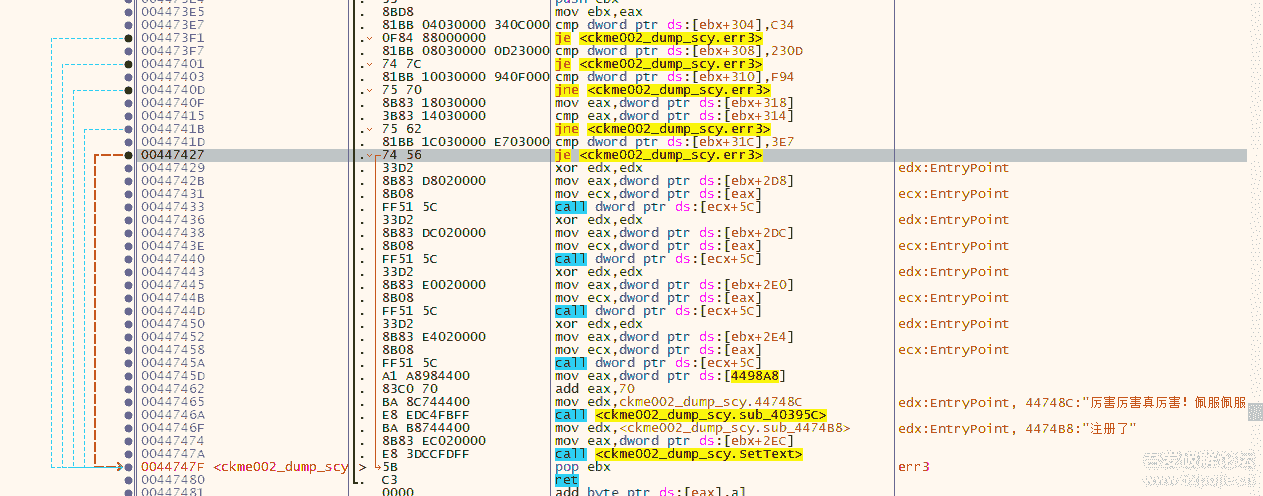 004473E4 53 push ebx
004473E5 . 8BD8 mov ebx,eax
004473E7 . 81BB 04030000 340C000 cmp dword ptr ds:[ebx+304],C34
004473F1 . 0F84 88000000 je <ckme002_dump_scy.err3>
004473F7 . 81BB 08030000 0D23000 cmp dword ptr ds:[ebx+308],230D
00447401 . 74 7C je <ckme002_dump_scy.err3>
00447403 . 81BB 10030000 940F000 cmp dword ptr ds:[ebx+310],F94
0044740D . 75 70 jne <ckme002_dump_scy.err3>
0044740F . 8B83 18030000 mov eax,dword ptr ds:[ebx+318]
00447415 . 3B83 14030000 cmp eax,dword ptr ds:[ebx+314]
0044741B . 75 62 jne <ckme002_dump_scy.err3>
0044741D . 81BB 1C030000 E703000 cmp dword ptr ds:[ebx+31C],3E7
00447427 . 74 56 je <ckme002_dump_scy.err3>
00447429 . 33D2 xor edx,edx edx:EntryPoint
0044742B . 8B83 D8020000 mov eax,dword ptr ds:[ebx+2D8]
00447431 . 8B08 mov ecx,dword ptr ds:[eax] ecx:EntryPoint
00447433 . FF51 5C call dword ptr ds:[ecx+5C]
00447436 . 33D2 xor edx,edx edx:EntryPoint
00447438 . 8B83 DC020000 mov eax,dword ptr ds:[ebx+2DC]
0044743E . 8B08 mov ecx,dword ptr ds:[eax] ecx:EntryPoint
00447440 . FF51 5C call dword ptr ds:[ecx+5C]
00447443 . 33D2 xor edx,edx edx:EntryPoint
00447445 . 8B83 E0020000 mov eax,dword ptr ds:[ebx+2E0]
0044744B . 8B08 mov ecx,dword ptr ds:[eax] ecx:EntryPoint
0044744D . FF51 5C call dword ptr ds:[ecx+5C]
00447450 . 33D2 xor edx,edx edx:EntryPoint
00447452 . 8B83 E4020000 mov eax,dword ptr ds:[ebx+2E4]
00447458 . 8B08 mov ecx,dword ptr ds:[eax] ecx:EntryPoint
0044745A . FF51 5C call dword ptr ds:[ecx+5C]
0044745D . A1 A8984400 mov eax,dword ptr ds:[4498A8]
00447462 . 83C0 70 add eax,70
00447465 . BA 8C744400 mov edx,ckme002_dump_scy.44748C edx:EntryPoint, 44748C:"厉害厉害真厉害！佩服佩服
0044746A . E8 EDC4FBFF call <ckme002_dump_scy.sub_40395C>
0044746F . BA B8744400 mov edx,<ckme002_dump_scy.sub_4474B8> edx:EntryPoint, 4474B8:"注册了"
00447474 . 8B83 EC020000 mov eax,dword ptr ds:[ebx+2EC]
0044747A . E8 3DCCFDFF call <ckme002_dump_scy.SetText>
0044747F <ckme002_dump_scy > . 5B pop ebx err3
00447480 . C3 ret
00447481 0000 add byte ptr ds:[eax],al
吾爱破解论坛
www.52pojie.cn